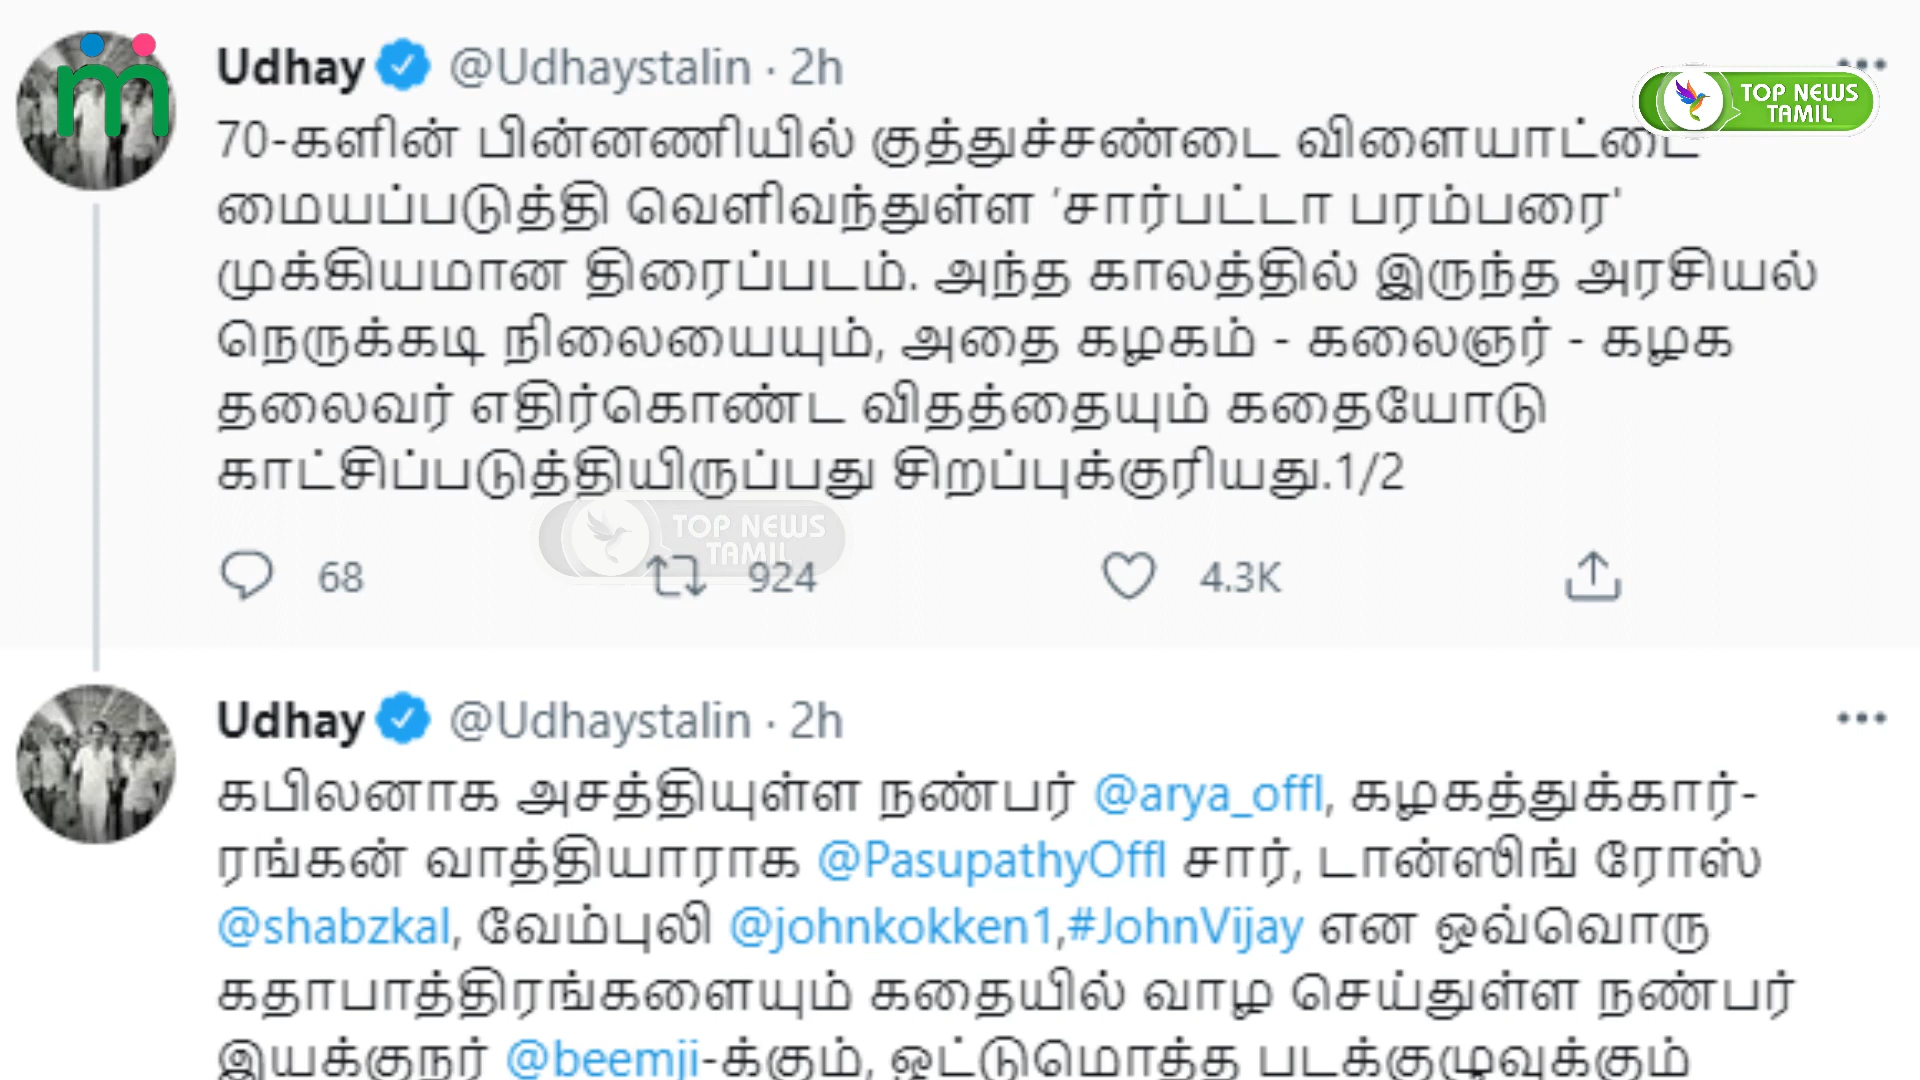 Udhay @Udhaystalin · 2h
TOP NEWS
TAMIL
70-களின் பின்னணியில் குத்துச்சண்டை விளையாட்டை
மையப்படுத்தி வெளிவந்துள்ள 'சார்பட்டா பரம்பரை'
முக்கியமான திரைப்படம். அந்த காலத்தில் இருந்த அரசியல்
நெருக்கடி நிலையையும், அதை கழகம் - கலைஞர் - கழக
தலைவர் எதிர்கொண்ட விதத்தையும் கதையோடு
காட்சிப்படுத்தியிருப்பது சிறப்புக்குரியது.1/2
TOP NEWS
TAMIL
68 924 4.3K
Udhay @Udhaystalin · 2h
கபிலனாக அசத்தியுள்ள நண்பர் @arya_offl, கழகத்துக்கார்-
ரங்கன் வாத்தியாராக @PasupathyOffl சார், டான்ஸிங் ரோஸ்
@shabzkal, வேம்புலி @johnkokken1,#JohnVijay என ஒவ்வொரு
கதாபாத்திரங்களையும் கதையில் வாழ செய்துள்ள நண்பர்
இயக்குநர் @beemji-க்கும், ஒட்டுமொத்த படக்குழுவுக்கும்